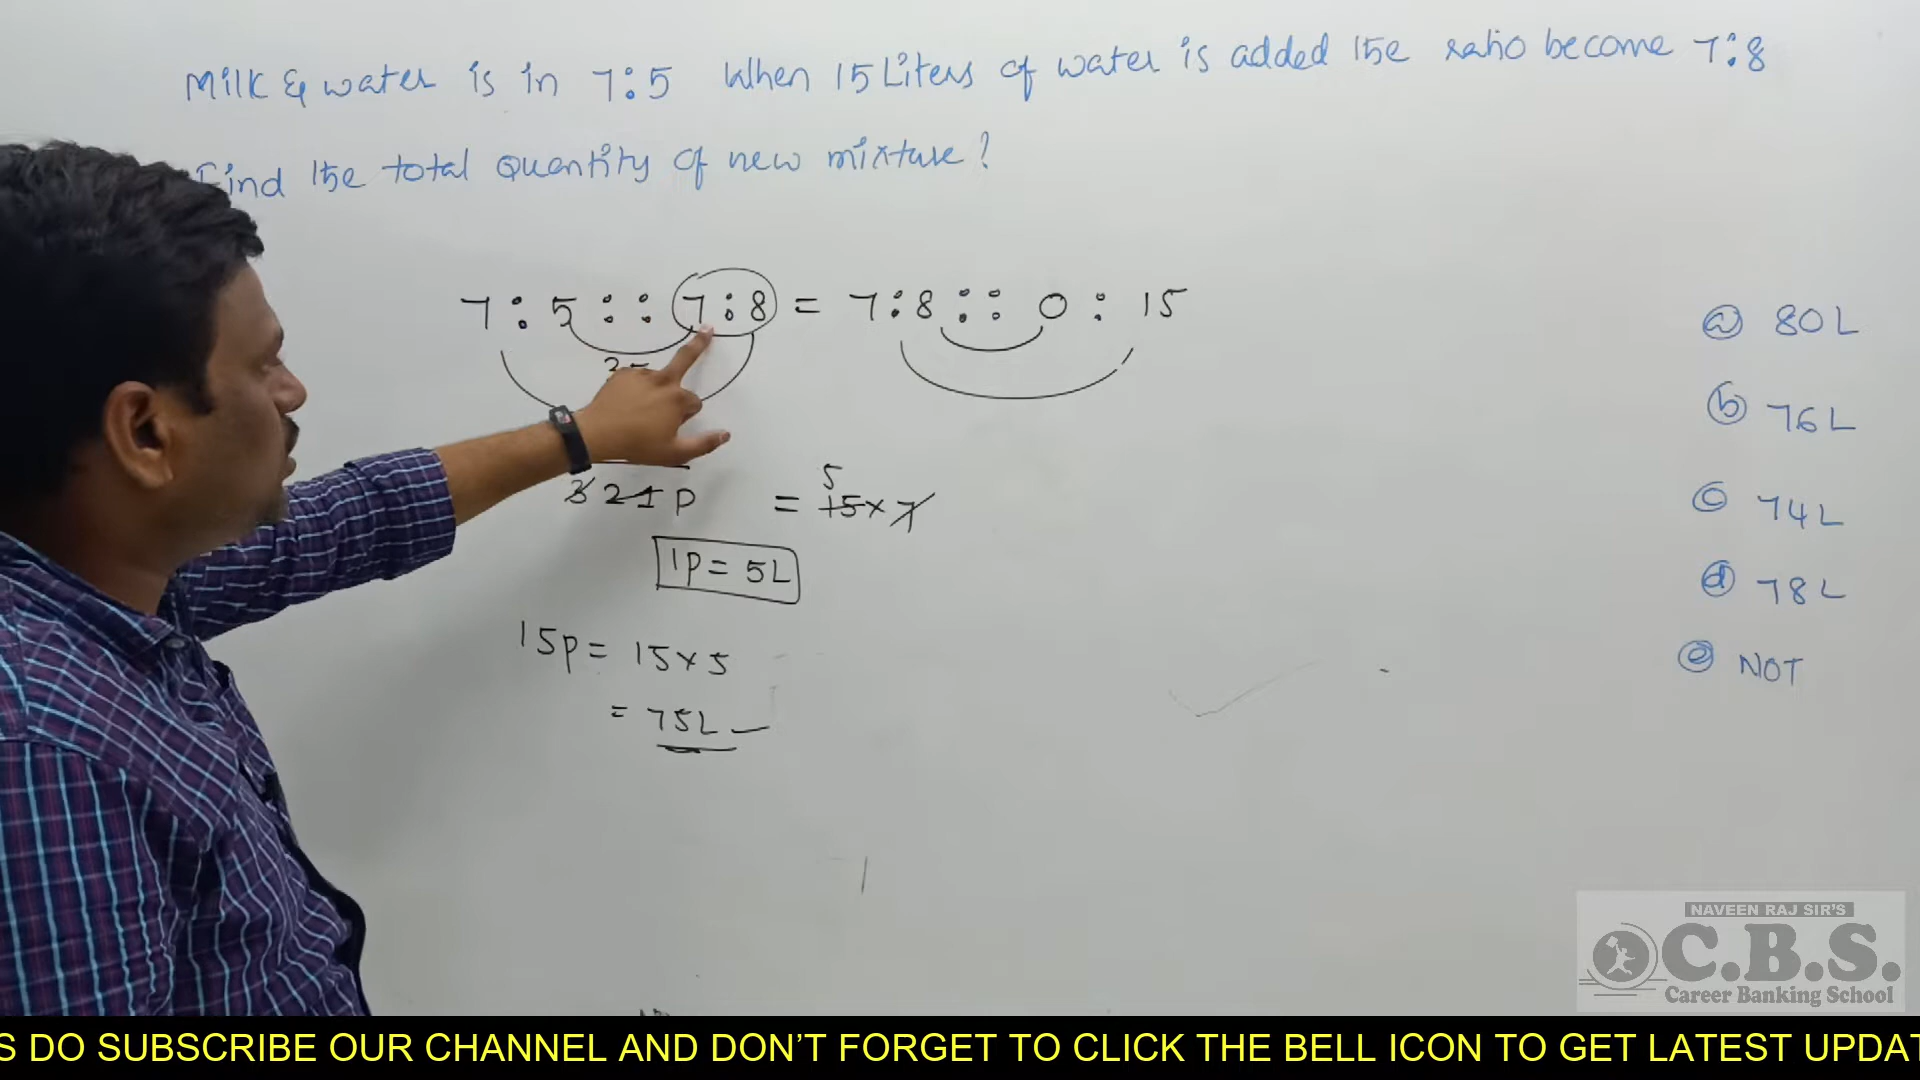 Milk & water is in 7:5 When 15 Liters of water is added the ratio become 7:8
Find the total quantity of new mixture?
7 : 5 :: 7:8 = 7:8 :: 0 : 15
35
3 21 P = 15 × 7
5
1P = 5L
15P = 15×5
= 75L
a 80L
b 76L
c 74L
d 78L
e NOT
NAVEEN RAJ SIR'S
C.B.S.
Career Banking School
S DO SUBSCRIBE OUR CHANNEL AND DON'T FORGET TO CLICK THE BELL ICON TO GET LATEST UPDAT